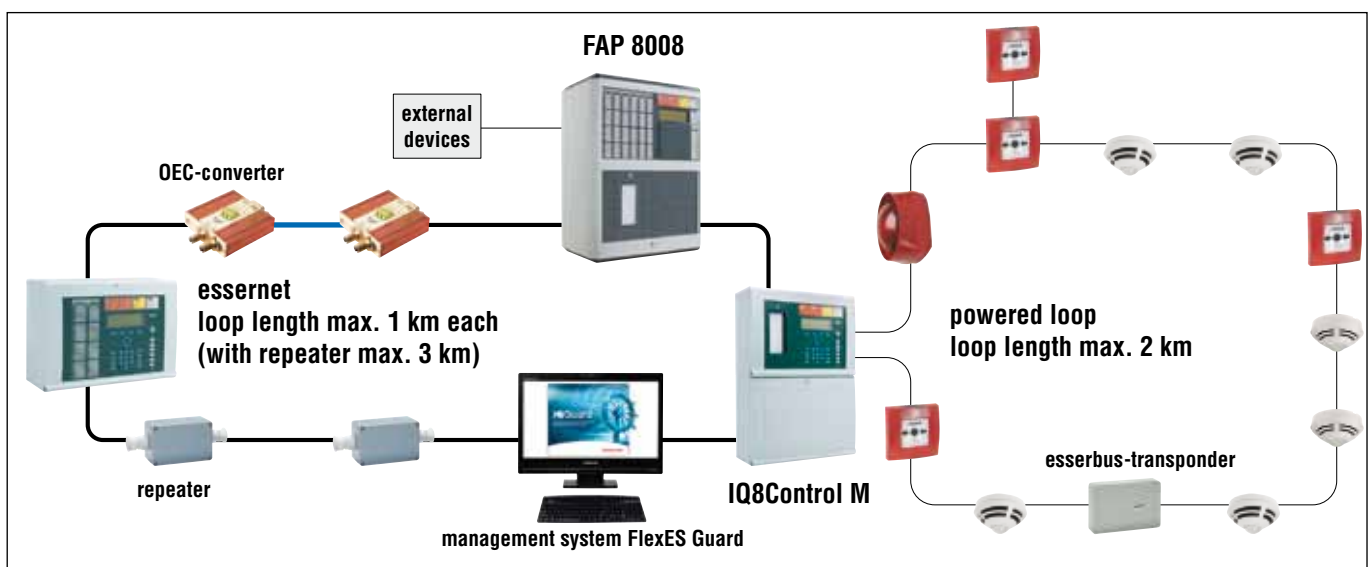 FAP 8008
external
devices
OEC-converter
essernet
loop length max. 1 km each
(with repeater max. 3 km)
powered loop
loop length max. 2 km
esserbus-transponder
repeater
IQ8Control M
management system FlexES Guard